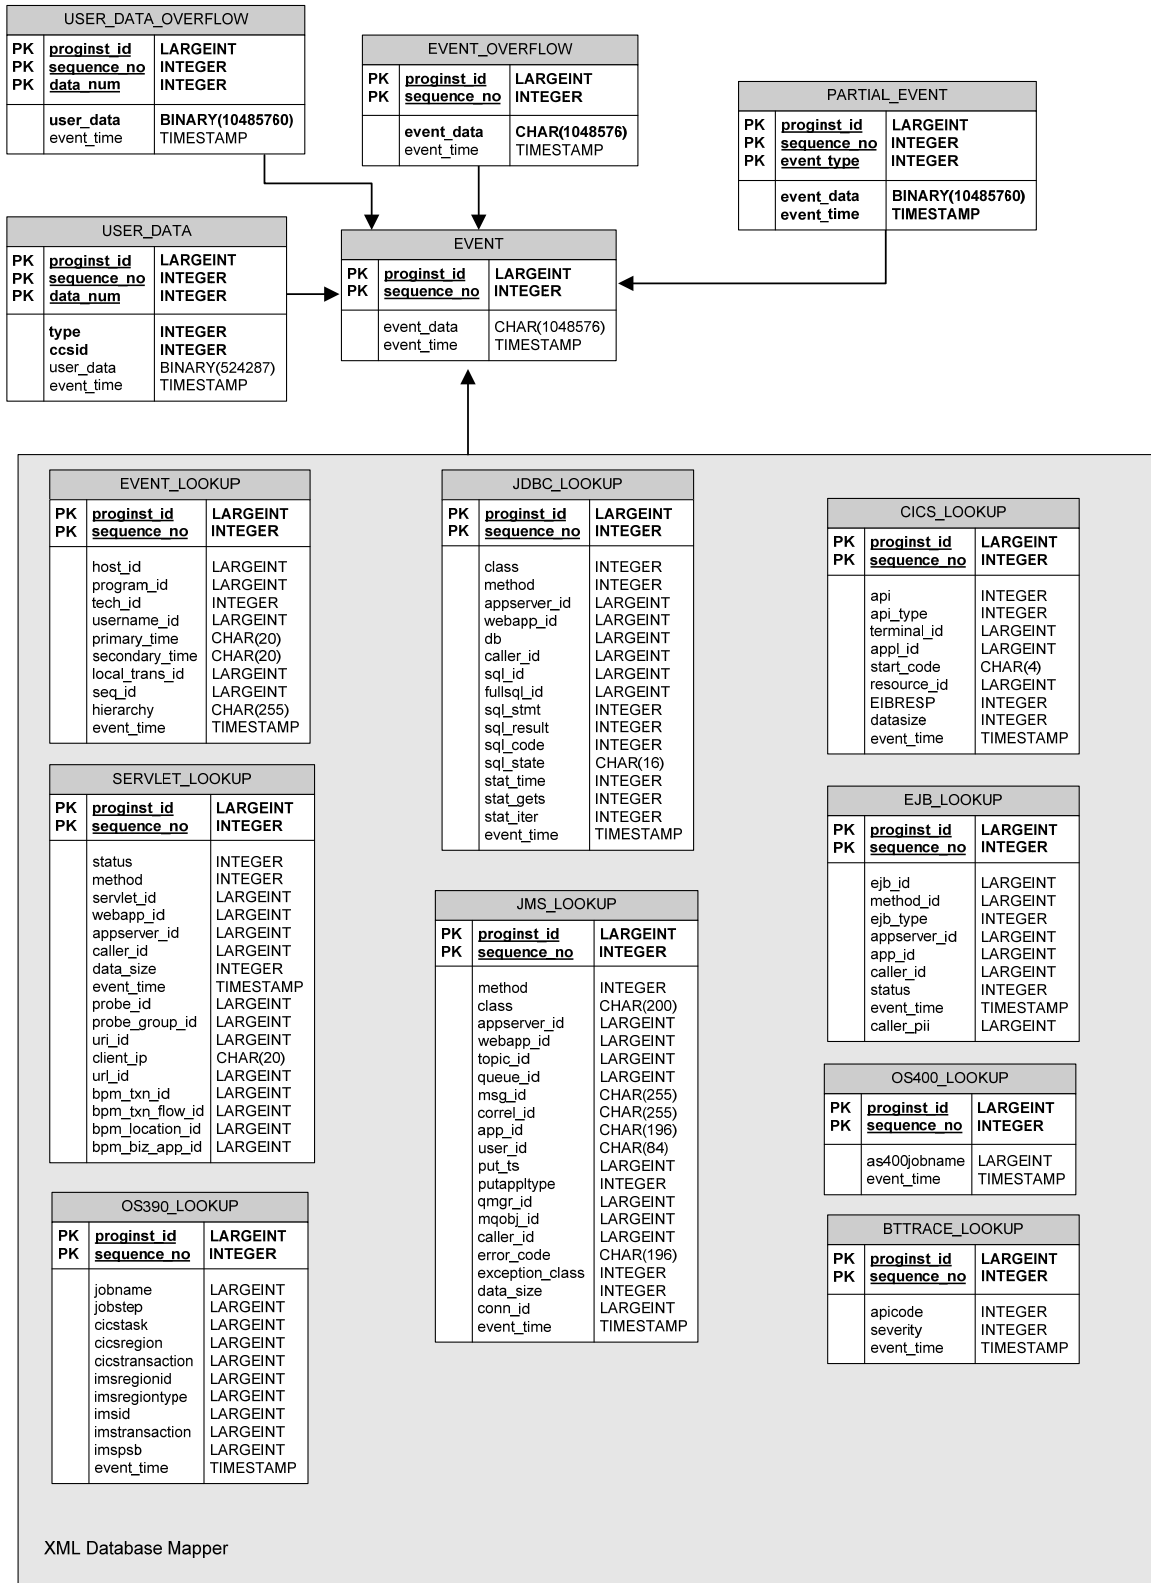 USER_DATA_OVERFLOW
PK proginst_id LARGEINT
PK sequence_no INTEGER
PK data_num INTEGER
user_data BINARY(10485760)
event_time TIMESTAMP
EVENT_OVERFLOW
PK proginst_id LARGEINT
PK sequence_no INTEGER
event_data CHAR(1048576)
event_time TIMESTAMP
PARTIAL_EVENT
PK proginst_id LARGEINT
PK sequence_no INTEGER
PK event_type INTEGER
event_data BINARY(10485760)
event_time TIMESTAMP
USER_DATA
PK proginst_id LARGEINT
PK sequence_no INTEGER
PK data_num INTEGER
type INTEGER
ccsid INTEGER
user_data BINARY(524287)
event_time TIMESTAMP
EVENT
PK proginst_id LARGEINT
PK sequence_no INTEGER
event_data CHAR(1048576)
event_time TIMESTAMP
EVENT_LOOKUP
PK proginst_id LARGEINT
PK sequence_no INTEGER
host_id LARGEINT
program_id LARGEINT
tech_id INTEGER
username_id LARGEINT
primary_time CHAR(20)
secondary_time CHAR(20)
local_trans_id LARGEINT
seq_id LARGEINT
hierarchy CHAR(255)
event_time TIMESTAMP
SERVLET_LOOKUP
PK proginst_id LARGEINT
PK sequence_no INTEGER
status INTEGER
method INTEGER
servlet_id LARGEINT
webapp_id LARGEINT
appserver_id LARGEINT
caller_id LARGEINT
data_size INTEGER
event_time TIMESTAMP
probe_id LARGEINT
probe_group_id LARGEINT
uri_id LARGEINT
client_ip CHAR(20)
url_id LARGEINT
bpm_txn_id LARGEINT
bpm_txn_flow_id LARGEINT
bpm_location_id LARGEINT
bpm_biz_app_id LARGEINT
OS390_LOOKUP
PK proginst_id LARGEINT
PK sequence_no INTEGER
jobname LARGEINT
jobstep LARGEINT
cicstask LARGEINT
cicsregion LARGEINT
cicstransaction LARGEINT
imsregionid LARGEINT
imsregiontype LARGEINT
imsid LARGEINT
imstransaction LARGEINT
imspsb LARGEINT
event_time TIMESTAMP
JDBC_LOOKUP
PK proginst_id LARGEINT
PK sequence_no INTEGER
class INTEGER
method INTEGER
appserver_id LARGEINT
webapp_id LARGEINT
db LARGEINT
caller_id LARGEINT
sql_id LARGEINT
fullsql_id LARGEINT
sql_stmt INTEGER
sql_result INTEGER
sql_code INTEGER
sql_state CHAR(16)
stat_time INTEGER
stat_gets INTEGER
stat_iter INTEGER
event_time TIMESTAMP
JMS_LOOKUP
PK proginst_id LARGEINT
PK sequence_no INTEGER
method INTEGER
class CHAR(200)
appserver_id LARGEINT
webapp_id LARGEINT
topic_id LARGEINT
queue_id LARGEINT
msg_id CHAR(255)
correl_id CHAR(255)
app_id CHAR(196)
user_id CHAR(84)
put_ts LARGEINT
putappltype INTEGER
qmgr_id LARGEINT
mqobj_id LARGEINT
caller_id LARGEINT
error_code CHAR(196)
exception_class INTEGER
data_size INTEGER
conn_id LARGEINT
event_time TIMESTAMP
CICS_LOOKUP
PK proginst_id LARGEINT
PK sequence_no INTEGER
api INTEGER
api_type INTEGER
terminal_id LARGEINT
appl_id LARGEINT
start_code CHAR(4)
resource_id LARGEINT
EIBRESP INTEGER
datasize INTEGER
event_time TIMESTAMP
EJB_LOOKUP
PK proginst_id LARGEINT
PK sequence_no INTEGER
ejb_id LARGEINT
method_id LARGEINT
ejb_type INTEGER
appserver_id LARGEINT
app_id LARGEINT
caller_id LARGEINT
status INTEGER
event_time TIMESTAMP
caller_pii LARGEINT
OS400_LOOKUP
PK proginst_id LARGEINT
PK sequence_no INTEGER
as400jobname LARGEINT
event_time TIMESTAMP
BTTRACE_LOOKUP
PK proginst_id LARGEINT
PK sequence_no INTEGER
apicode INTEGER
severity INTEGER
event_time TIMESTAMP
XML Database Mapper